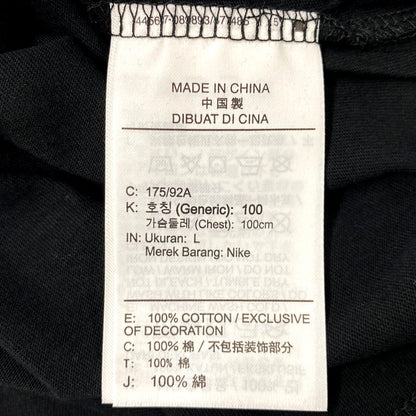 MADE IN CHINA
中国製
DIBUAT DI CINA
C: 175/92A
K: 호칭 (Generic): 100
가슴둘레 (Chest): 100cm
IN: Ukuran: L
Merek Barang: Nike
E: 100% COTTON / EXCLUSIVE
OF DECORATION
C: 100% 棉 / 不包括装饰部分
T: 100% 棉
J: 100% 綿